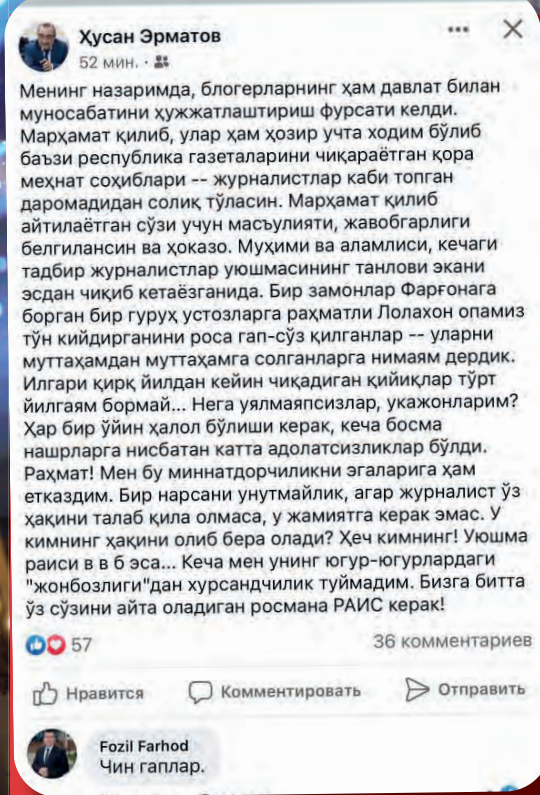 Ҳусан Эрматов
52 мин. ·
Менинг назаримда, блогерларнинг ҳам давлат билан
муносабатини ҳужжатлаштириш фурсати келди.
Марҳамат қилиб, улар ҳам ҳозир учта ходим бўлиб
баъзи республика газеталарини чиқараётган қора
меҳнат соҳиблари -- журналистлар каби топган
даромадидан солиқ тўласин. Марҳамат қилиб
айтилаётган сўзи учун масъулияти, жавобгарлиги
белгилансин ва ҳоказо. Муҳими ва аламлиси, кечаги
тадбир журналистлар уюшмасининг танлови экани
эсдан чиқиб кетаёзганида. Бир замонлар Фарғонага
борган бир гуруҳ устозларга раҳматли Лолахон опамиз
тўн кийдирганини роса гап-сўз қилганлар -- уларни
муттаҳамдан муттаҳамга солганларга нимаям дердик.
Илгари қирқ йилдан кейин чиқадиган қийиқлар тўрт
йилгаям бормай... Нега уялмаяпсизлар, укажонларим?
Ҳар бир ўйин ҳалол бўлиши керак, кеча босма
нашрларга нисбатан катта адолатсизликлар бўлди.
Раҳмат! Мен бу миннатдорчиликни эгаларига ҳам
етказдим. Бир нарсани унутмайлик, агар журналист ўз
ҳақини талаб қила олмаса, у жамиятга керак эмас. У
кимнинг ҳақини олиб бера олади? Ҳеч кимнинг! Уюшма
раиси в в б эса... Кеча мен унинг югур-югурлардаги
"жонбозлиги"дан хурсандчилик туймадим. Бизга битта
ўз сўзини айта оладиган росмана РАИС керак!
57
36 комментариев
Нравится
Комментировать
Отправить
Fozil Farhod
Чин гаплар.